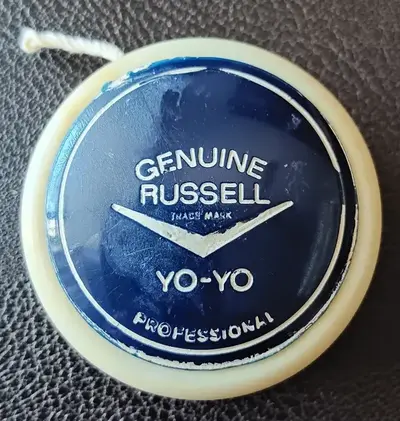 GENUINE
RUSSELL
TRADE MARK
YO-YO
PROFESSIONAL